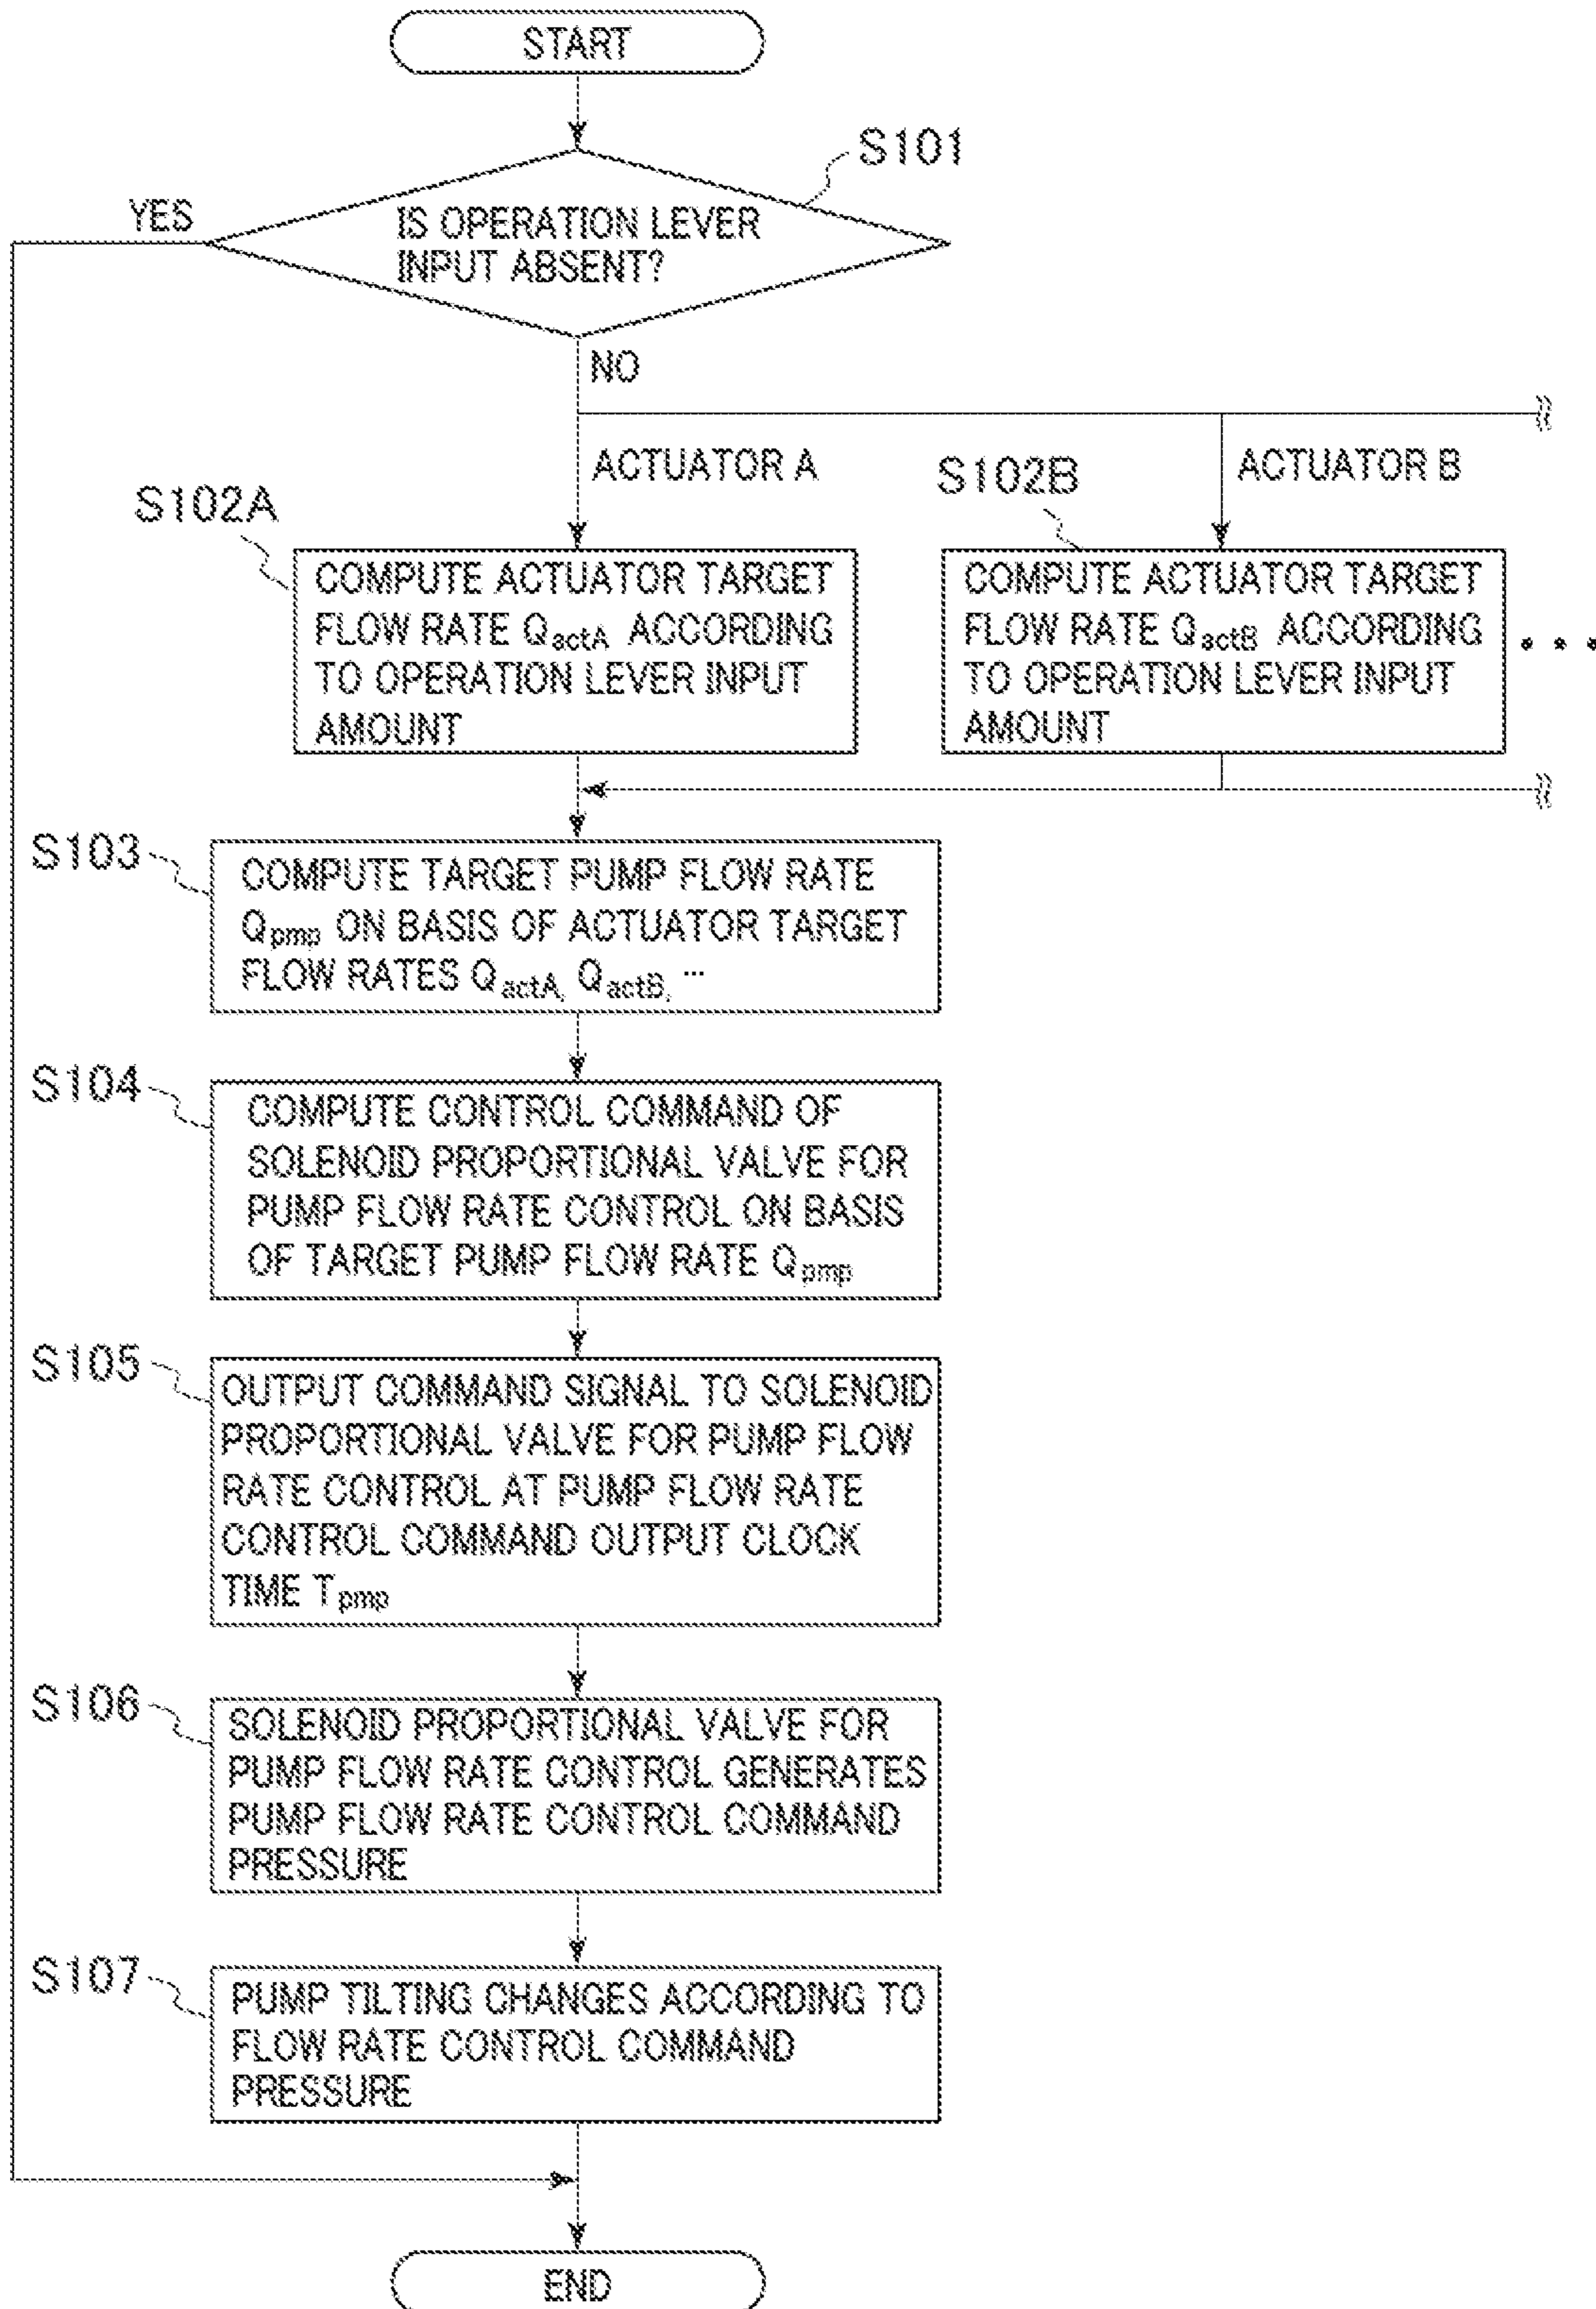 START
S101
YES
IS OPERATION LEVER
INPUT ABSENT?
NO
ACTUATOR A
ACTUATOR B
S102A
S102B
COMPUTE ACTUATOR TARGET
FLOW RATE QactA ACCORDING
TO OPERATION LEVER INPUT
AMOUNT
COMPUTE ACTUATOR TARGET
FLOW RATE QactB ACCORDING
TO OPERATION LEVER INPUT
AMOUNT
...
S103
COMPUTE TARGET PUMP FLOW RATE
Qpmp ON BASIS OF ACTUATOR TARGET
FLOW RATES QactA, QactB, ...
S104
COMPUTE CONTROL COMMAND OF
SOLENOID PROPORTIONAL VALVE FOR
PUMP FLOW RATE CONTROL ON BASIS
OF TARGET PUMP FLOW RATE Qpmp
S105
OUTPUT COMMAND SIGNAL TO SOLENOID
PROPORTIONAL VALVE FOR PUMP FLOW
RATE CONTROL AT PUMP FLOW RATE
CONTROL COMMAND OUTPUT CLOCK
TIME Tpmp
S106
SOLENOID PROPORTIONAL VALVE FOR
PUMP FLOW RATE CONTROL GENERATES
PUMP FLOW RATE CONTROL COMMAND
PRESSURE
S107
PUMP TILTING CHANGES ACCORDING TO
FLOW RATE CONTROL COMMAND
PRESSURE
END